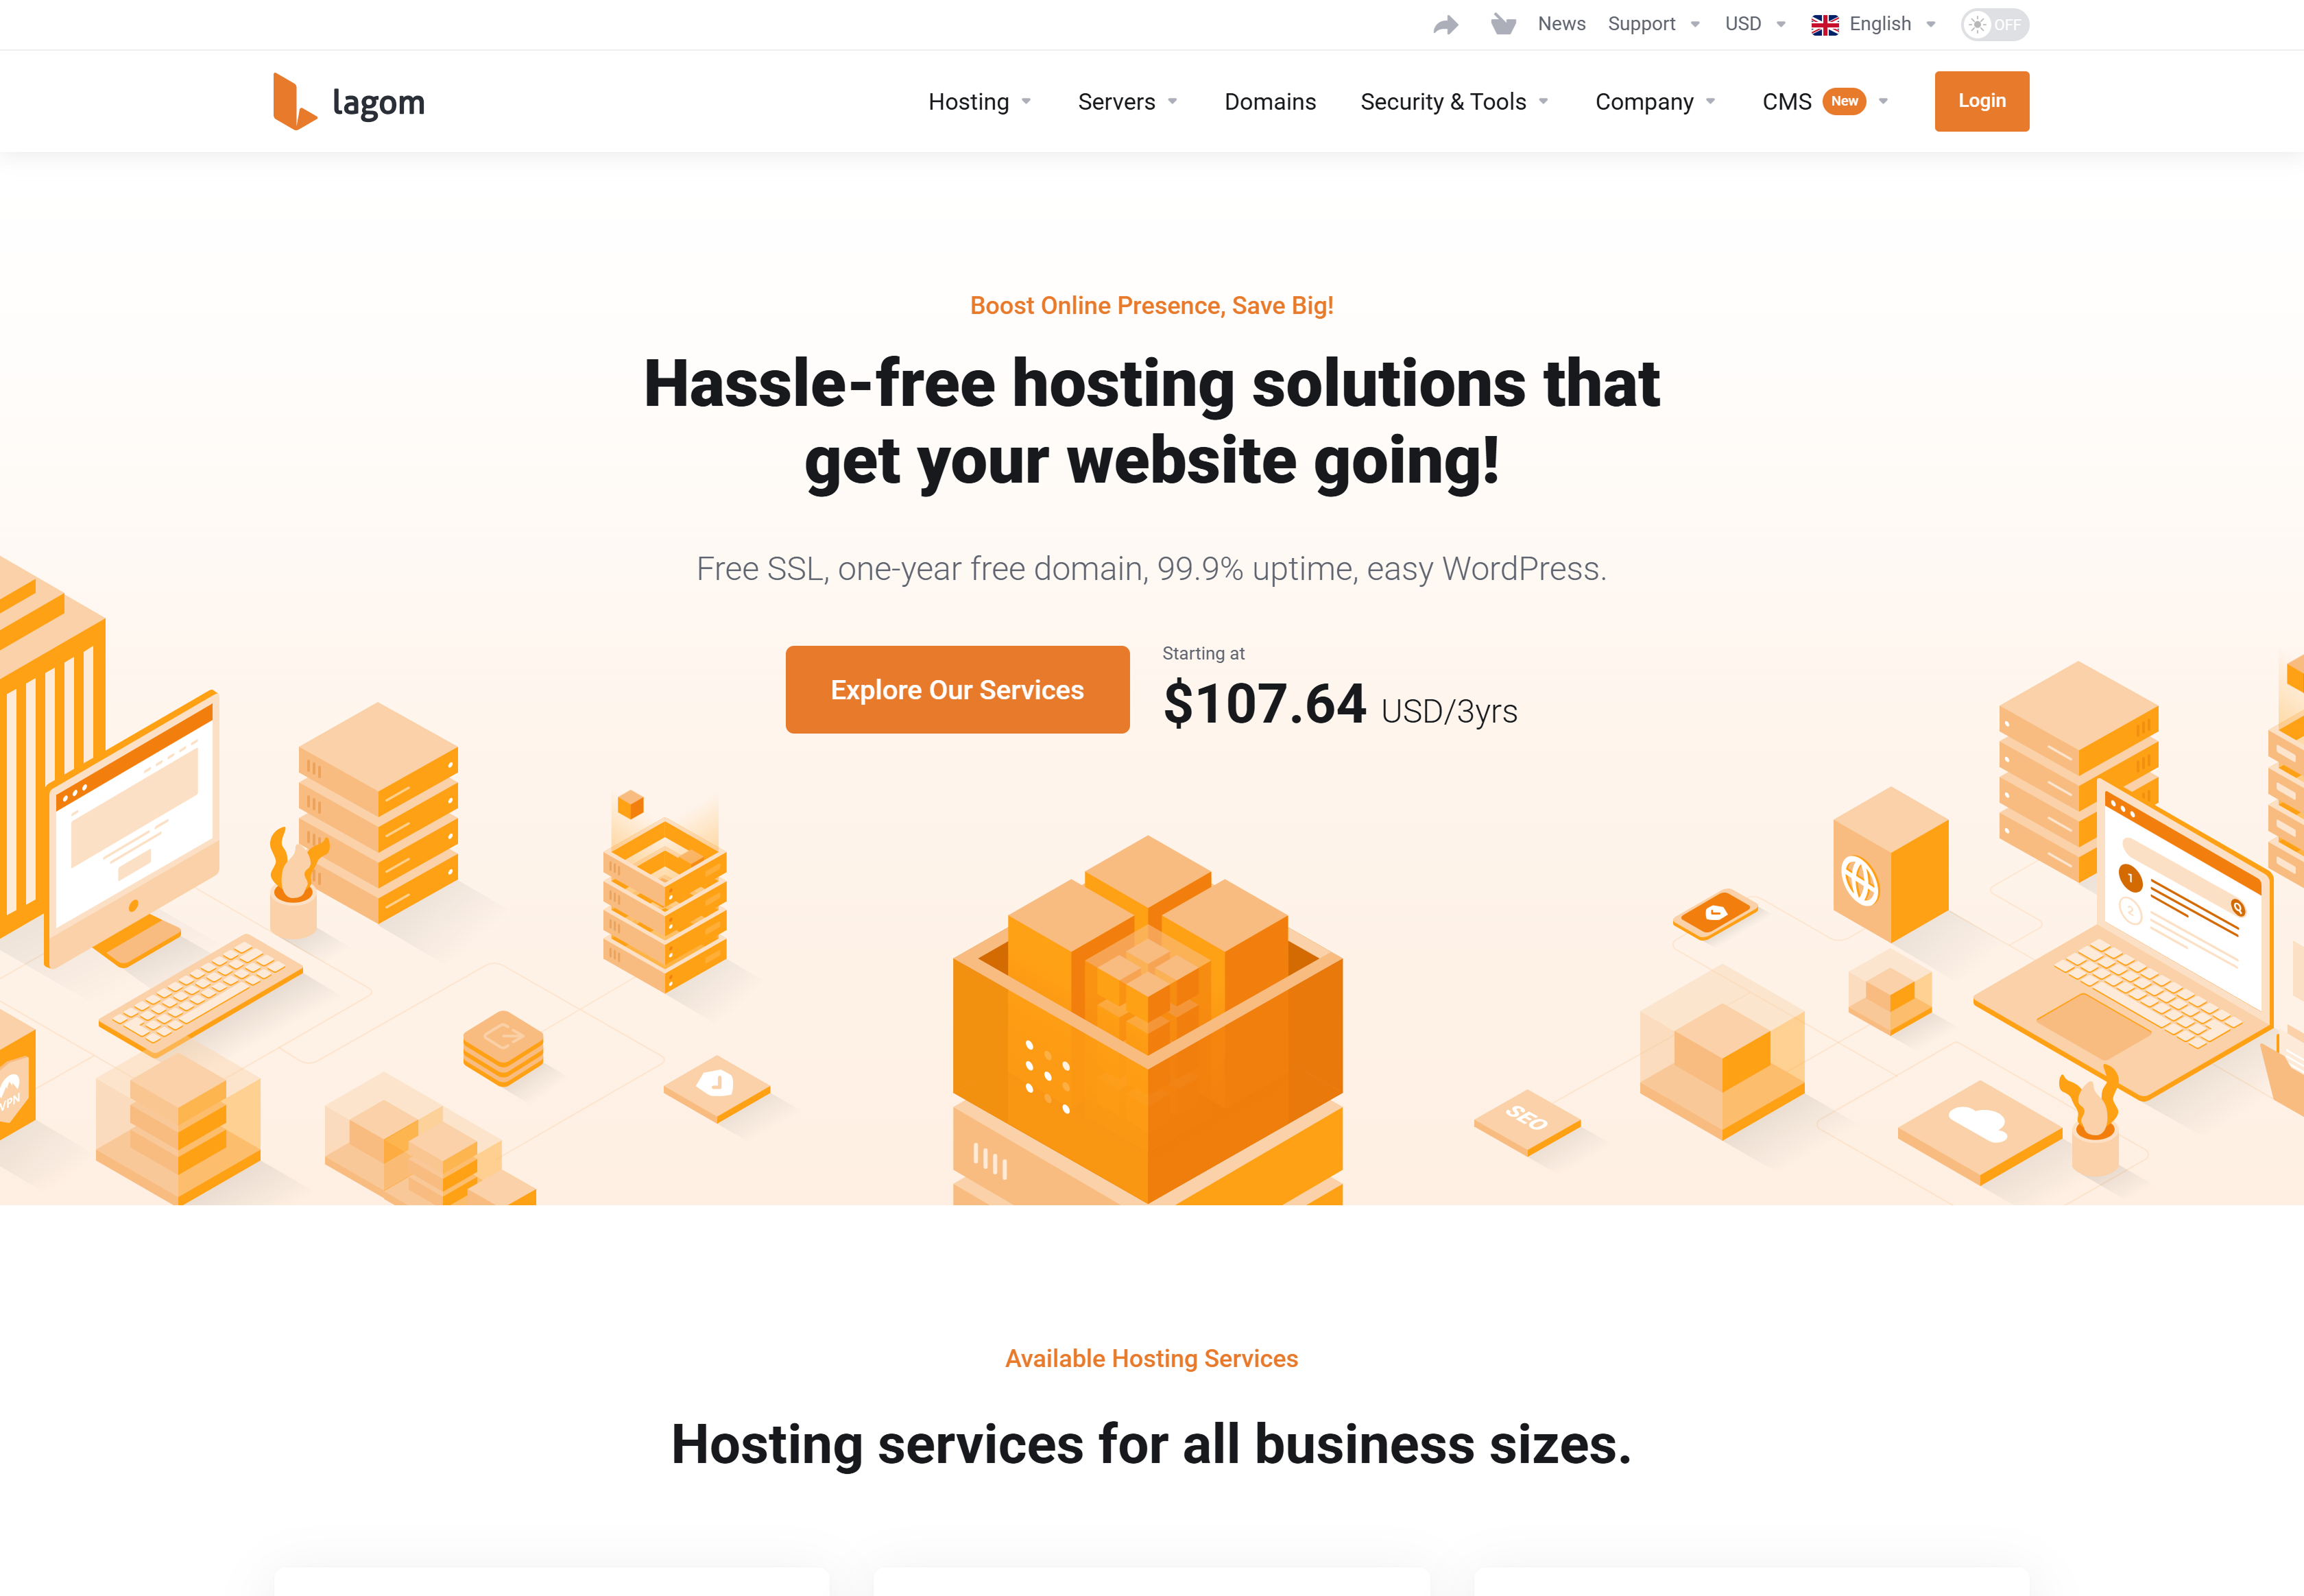 News Support USD English OFF
lagom
Hosting Servers Domains Security & Tools Company CMS New Login
Boost Online Presence, Save Big!
Hassle-free hosting solutions that
get your website going!
Free SSL, one-year free domain, 99.9% uptime, easy WordPress.
Explore Our Services
Starting at
$107.64 USD/3yrs
1
2
VPN
SEO
Available Hosting Services
Hosting services for all business sizes.